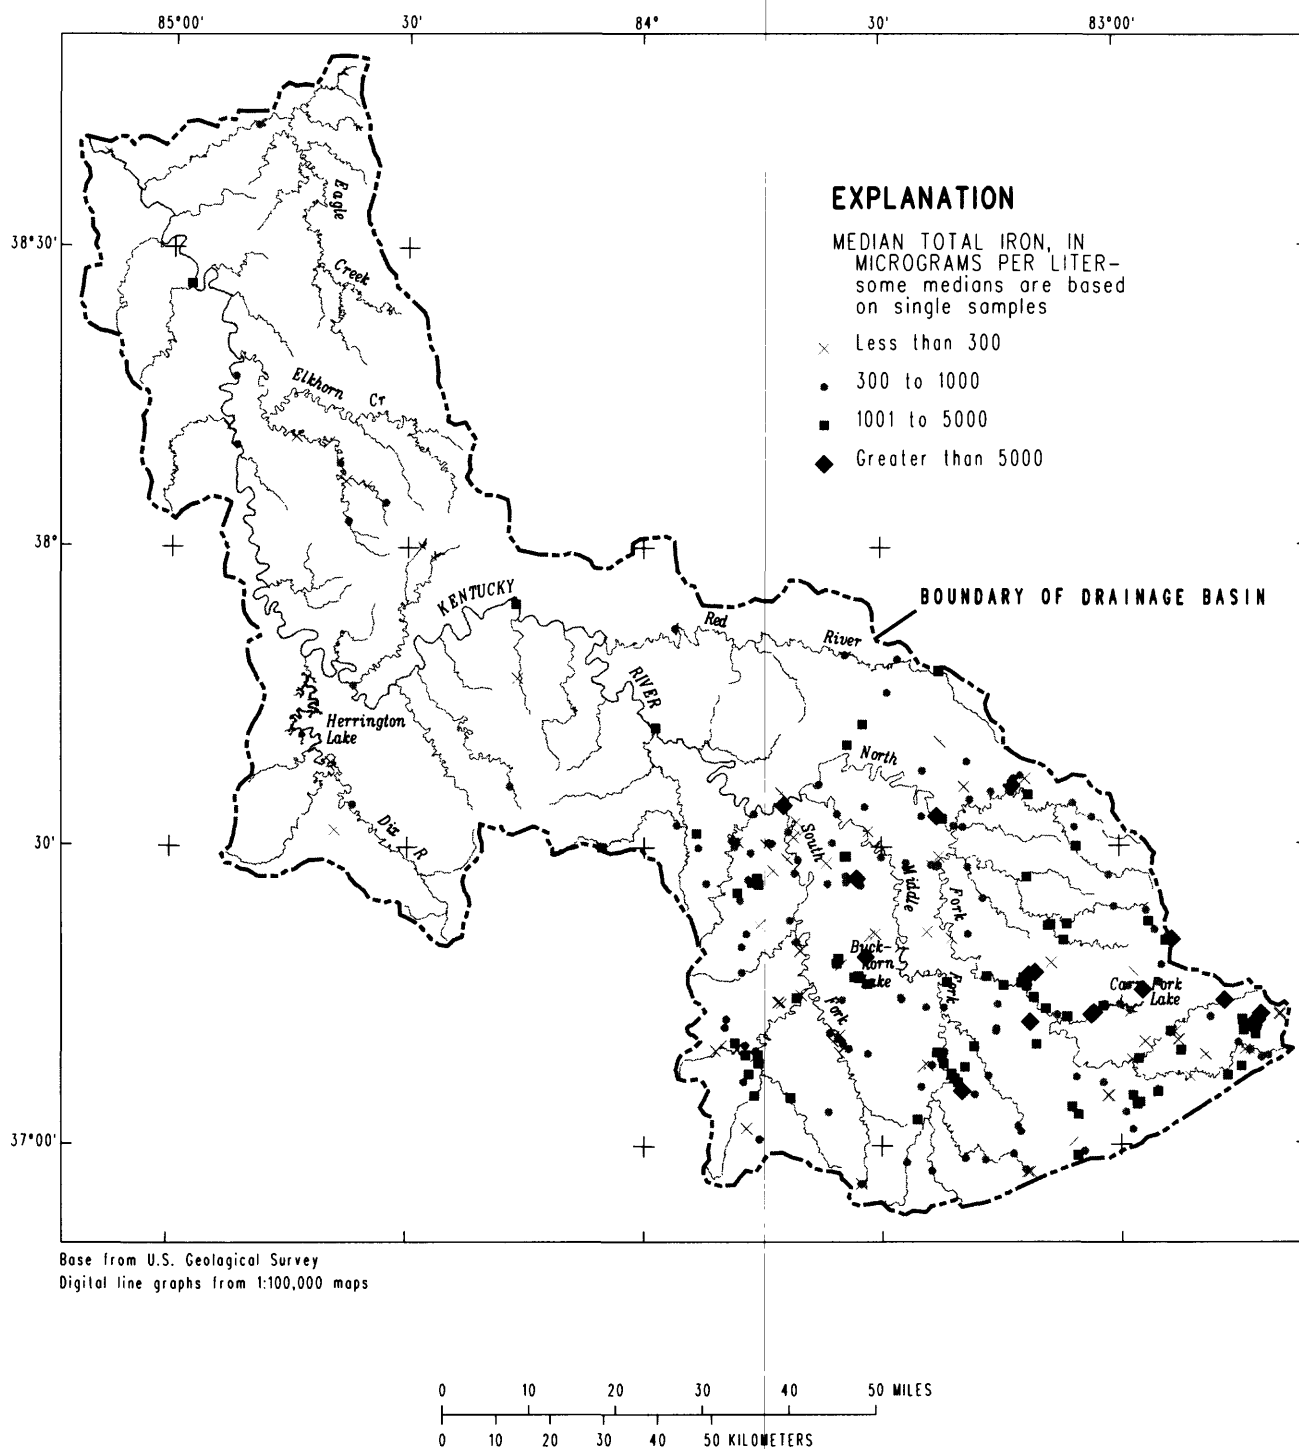 85°00' 30' 84° 30' 83°00'
EXPLANATION
38°30'
MEDIAN TOTAL IRON, IN
MICROGRAMS PER LITER-
some medians are based
on single samples
Less than 300
300 to 1000
1001 to 5000
Greater than 5000
Eagle
Creek
Elkhorn Cr
38°
KENTUCKY
BOUNDARY OF DRAINAGE BASIN
Red
River
RIVER
Herrington
Lake
North
30'
Dix R
South
Middle
Fork
Buck-
horn
Lake
Fork
Fork
Carr Fork
Lake
37°00'
Base from U.S. Geological Survey
Digital line graphs from 1:100,000 maps
0 10 20 30 40 50 MILES
0 10 20 30 40 50 KILOMETERS